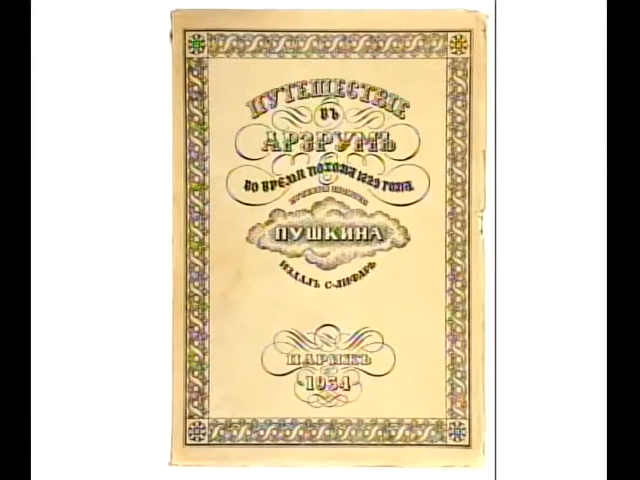 ПУТЕШЕСТВІЕ
ВЪ
АРЗРУМЪ
ВО ВРЕМЯ ПОХОДА 1829 ГОДА
ПУШКИНА
ИЗДАЛЪ С. ЛИФАРЬ
ПАРИЖЪ
1934